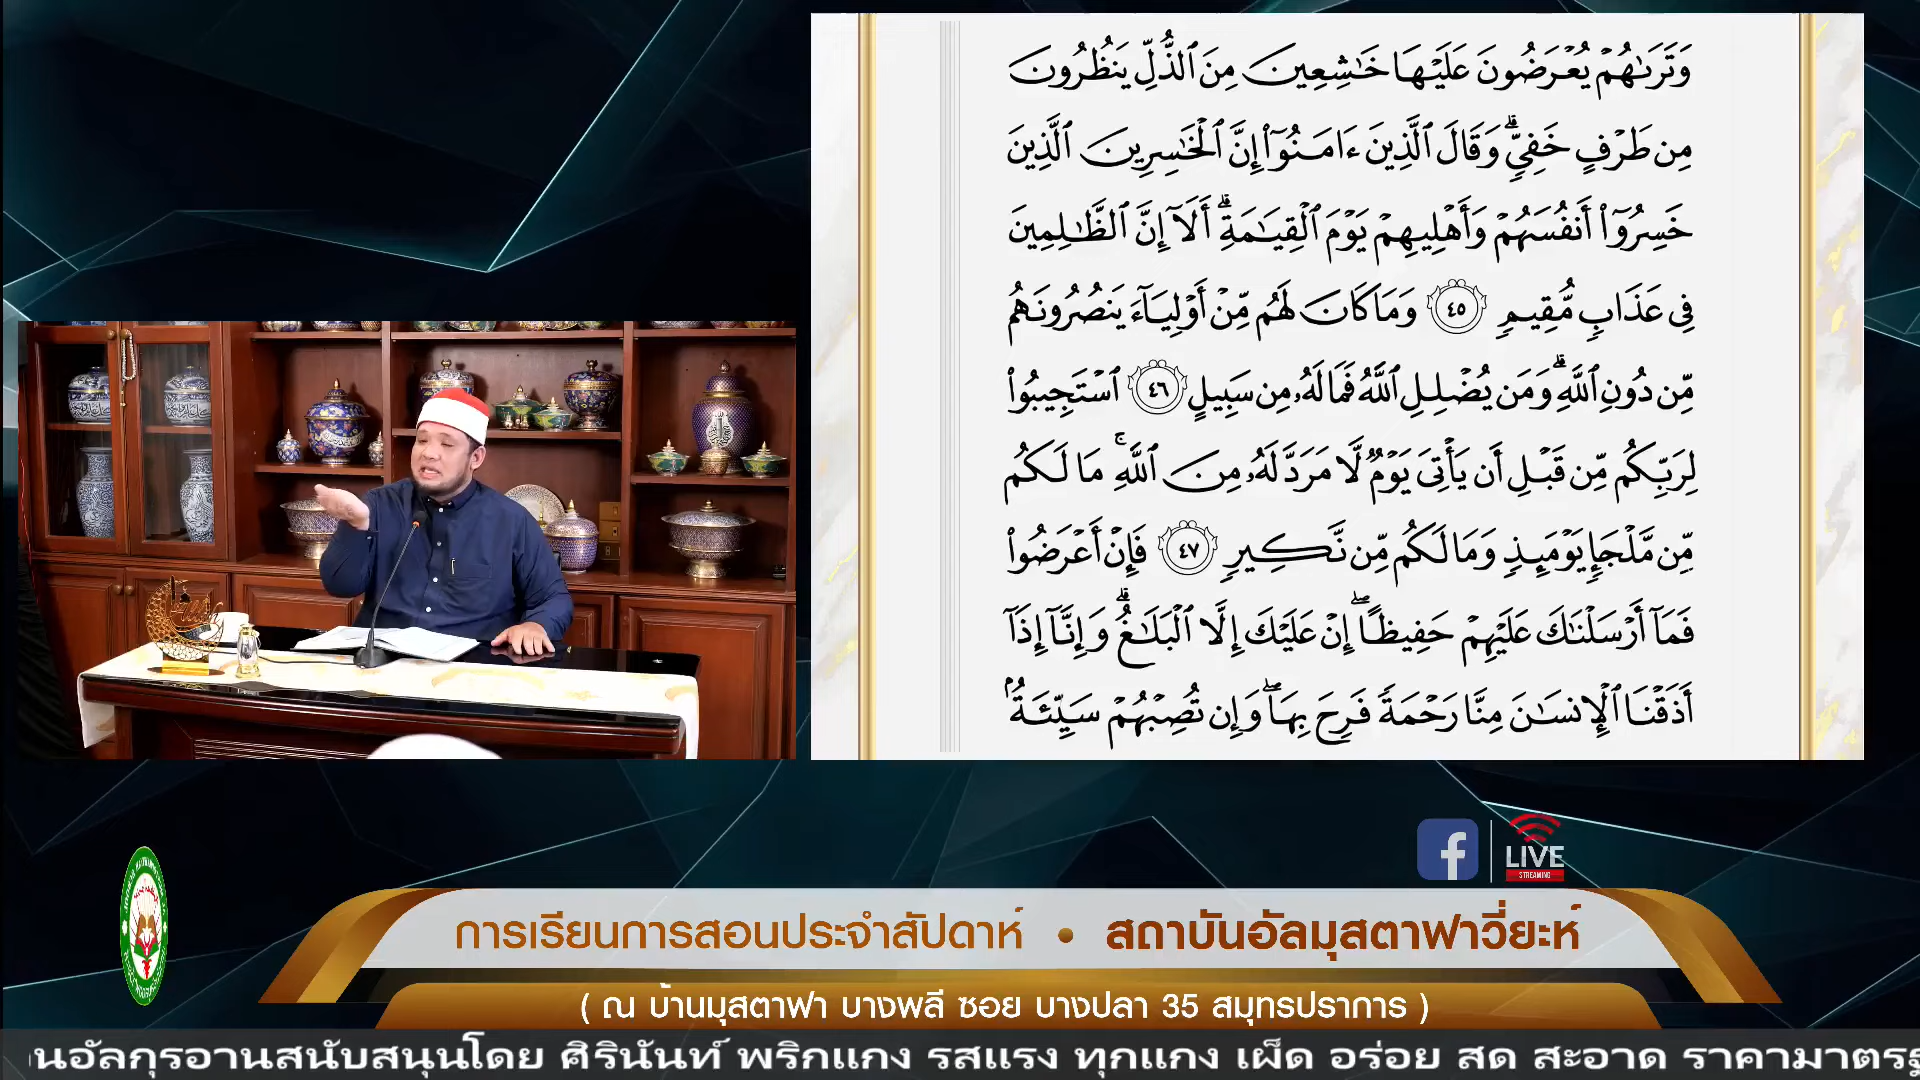 وَتَرَىٰهُمۡ يُعۡرَضُونَ عَلَيۡهَا خَٰشِعِينَ مِنَ ٱلذُّلِّ يَنظُرُونَ
مِن طَرۡفٍ خَفِيّٖۗ وَقَالَ ٱلَّذِينَ ءَامَنُوٓاْ إِنَّ ٱلۡخَٰسِرِينَ ٱلَّذِينَ
خَسِرُوٓاْ أَنفُسَهُمۡ وَأَهۡلِيهِمۡ يَوۡمَ ٱلۡقِيَٰمَةِۗ أَلَآ إِنَّ ٱلظَّٰلِمِينَ
فِي عَذَابٖ مُّقِيمٖ ٤٥ وَمَا كَانَ لَهُم مِّنۡ أَوۡلِيَآءَ يَنصُرُونَهُم
مِّن دُونِ ٱللَّهِۗ وَمَن يُضۡلِلِ ٱللَّهُ فَمَا لَهُۥ مِن سَبِيلٍ ٤٦ ٱسۡتَجِيبُواْ
لِرَبِّكُم مِّن قَبۡلِ أَن يَأۡتِيَ يَوۡمٞ لَّا مَرَدَّ لَهُۥ مِنَ ٱللَّهِۚ مَا لَكُم
مِّن مَّلۡجَإٖ يَوۡمَئِذٖ وَمَا لَكُم مِّن نَّكِيرٖ ٤٧ فَإِنۡ أَعۡرَضُواْ
فَمَآ أَرۡسَلۡنَٰكَ عَلَيۡهِمۡ حَفِيظًاۖ إِنۡ عَلَيۡكَ إِلَّا ٱلۡبَلَٰغُۗ وَإِنَّآ إِذَآ
أَذَقۡنَا ٱلۡإِنسَٰنَ مِنَّا رَحۡمَةٗ فَرِحَ بِهَاۖ وَإِن تُصِبۡهُمۡ سَيِّئَةُۢ
LIVE
STREAMING
การเรียนการสอนประจำสัปดาห์ • สถาบันอัลมุสตาฟาวี่ยะห์
( ณ บ้านมุสตาฟา บางพลี ซอย บางปลา 35 สมุทรปราการ )
นอัลกุรอานสนับสนุนโดย ศิรินันท์ พริกแกง รสแรง ทุกแกง เผ็ด อร่อย สด สะอาด ราคามาตรฐ